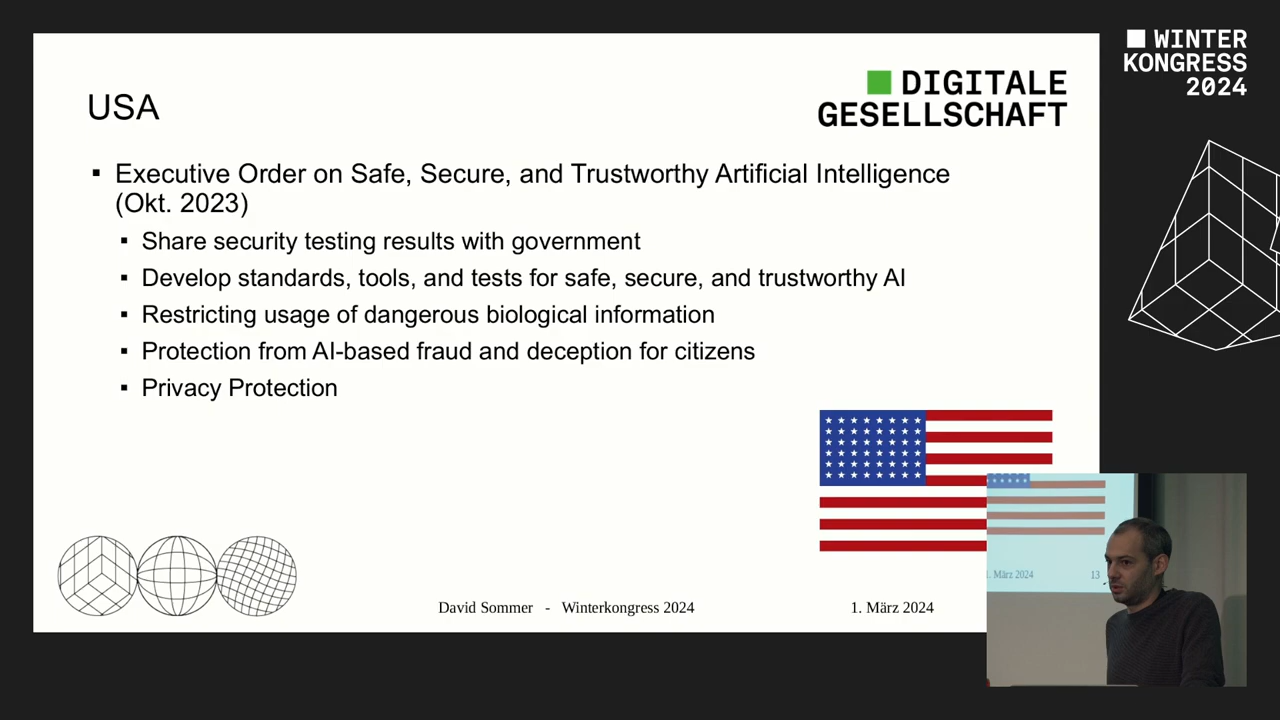 WINTER
KONGRESS
2024
DIGITALE
GESELLSCHAFT
USA
▪ Executive Order on Safe, Secure, and Trustworthy Artificial Intelligence
(Okt. 2023)
▪ Share security testing results with government
▪ Develop standards, tools, and tests for safe, secure, and trustworthy AI
▪ Restricting usage of dangerous biological information
▪ Protection from AI-based fraud and deception for citizens
▪ Privacy Protection
David Sommer - Winterkongress 2024 1. März 2024
. März 2024 13